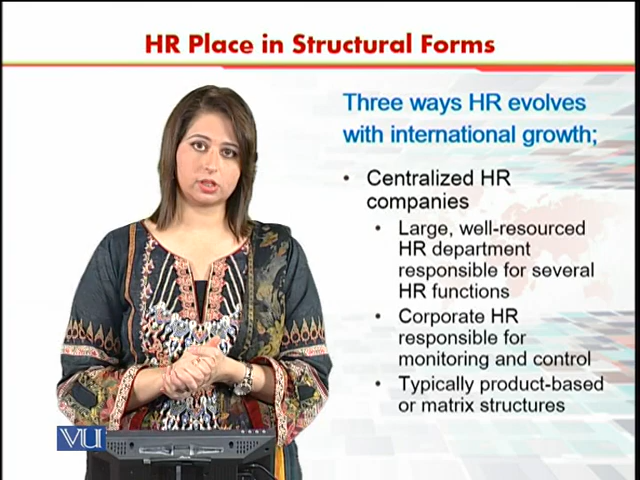 HR Place in Structural Forms
Three ways HR evolves
with international growth;
• Centralized HR
companies
• Large, well-resourced
HR department
responsible for several
HR functions
• Corporate HR
responsible for
monitoring and control
• Typically product-based
or matrix structures
VU